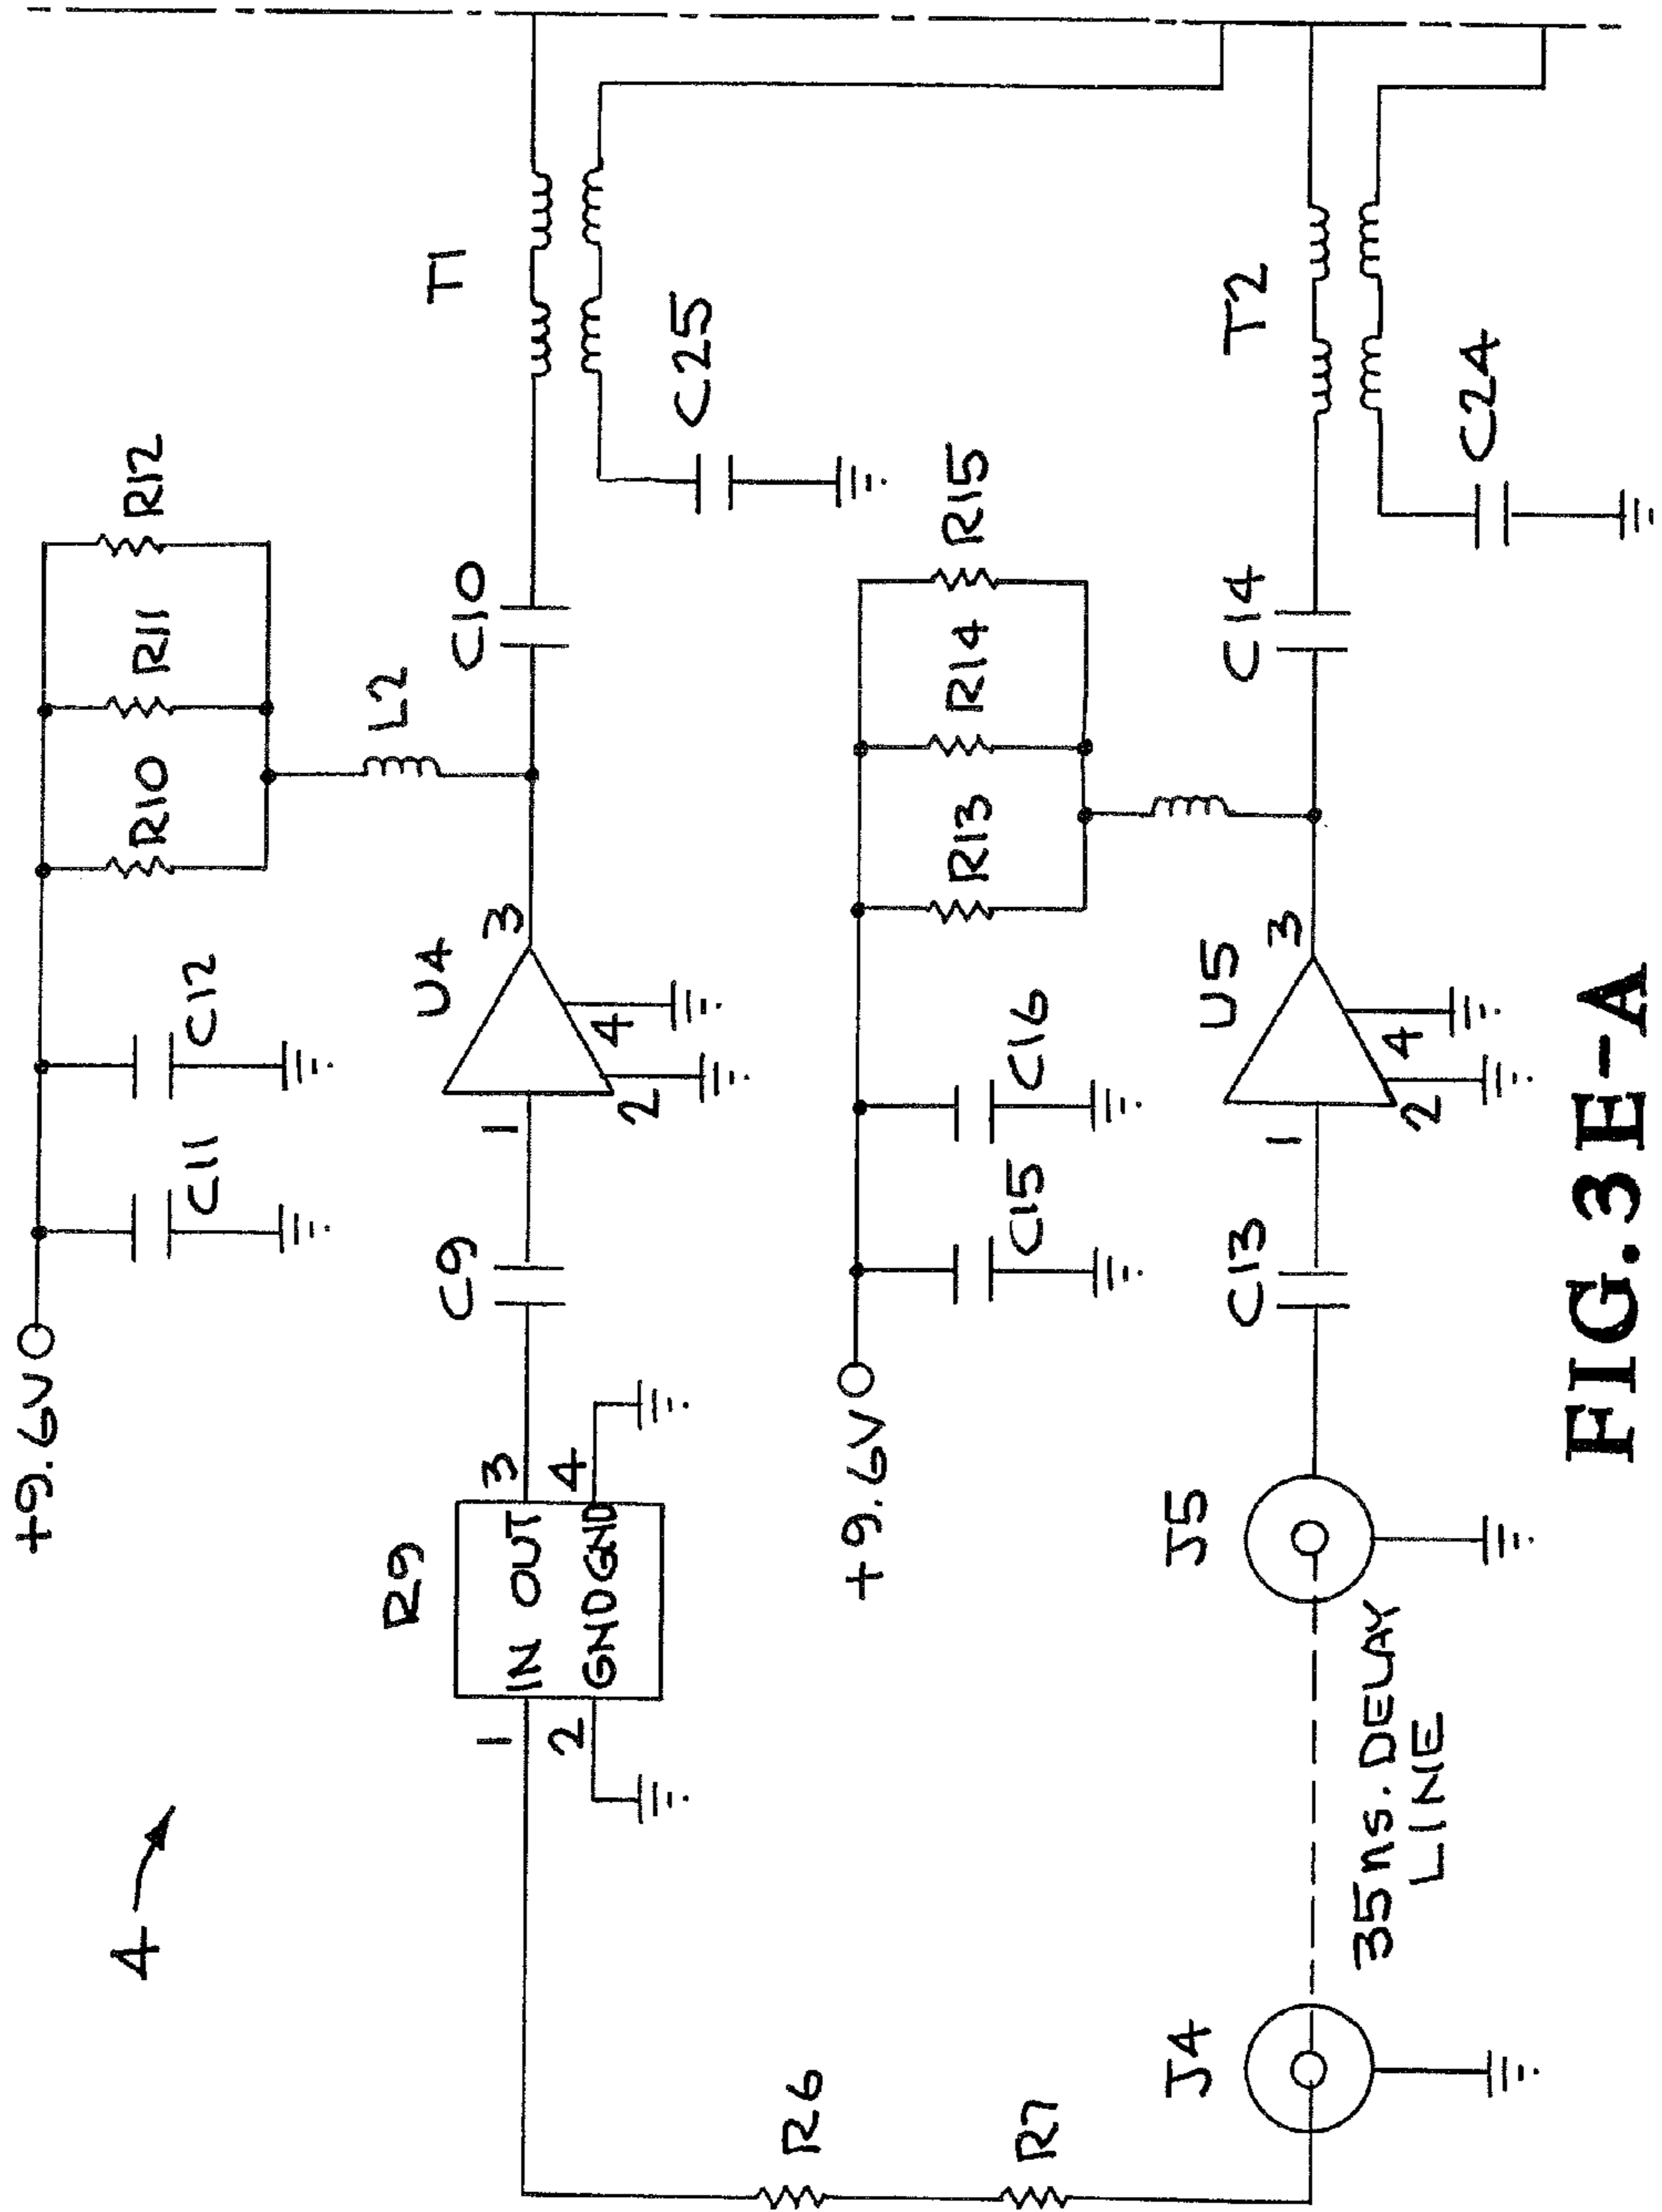 4
+9.6V
C11
C12
R10
R11
R12
L2
R9
1
IN OUT
3
2
GND GND
4
C9
1
U4
3
2
4
C10
T1
C25
R6
R7
+9.6V
C15
C16
R13
R14
R15
J4
35ns. DELAY
LINE
J5
C13
1
U5
3
2
4
C14
T2
C24
FIG. 3E-A